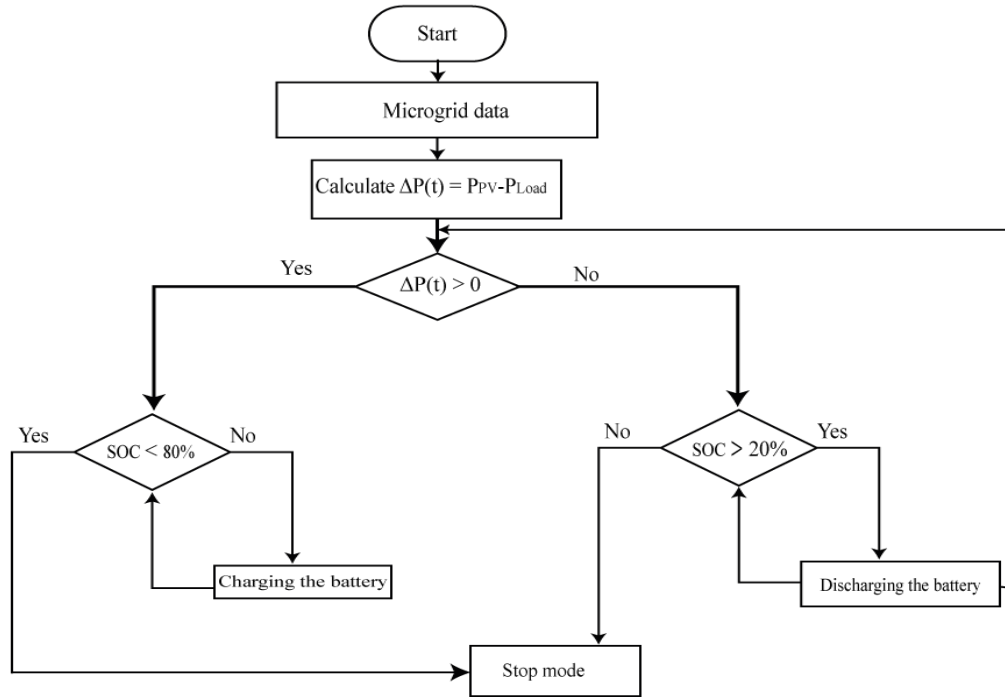 Start
Microgrid data
Calculate ΔP(t) = PPV-PLoad
Yes
No
ΔP(t) > 0
Yes
SOC < 80%
No
No
SOC > 20%
Yes
Charging the battery
Discharging the battery
Stop mode